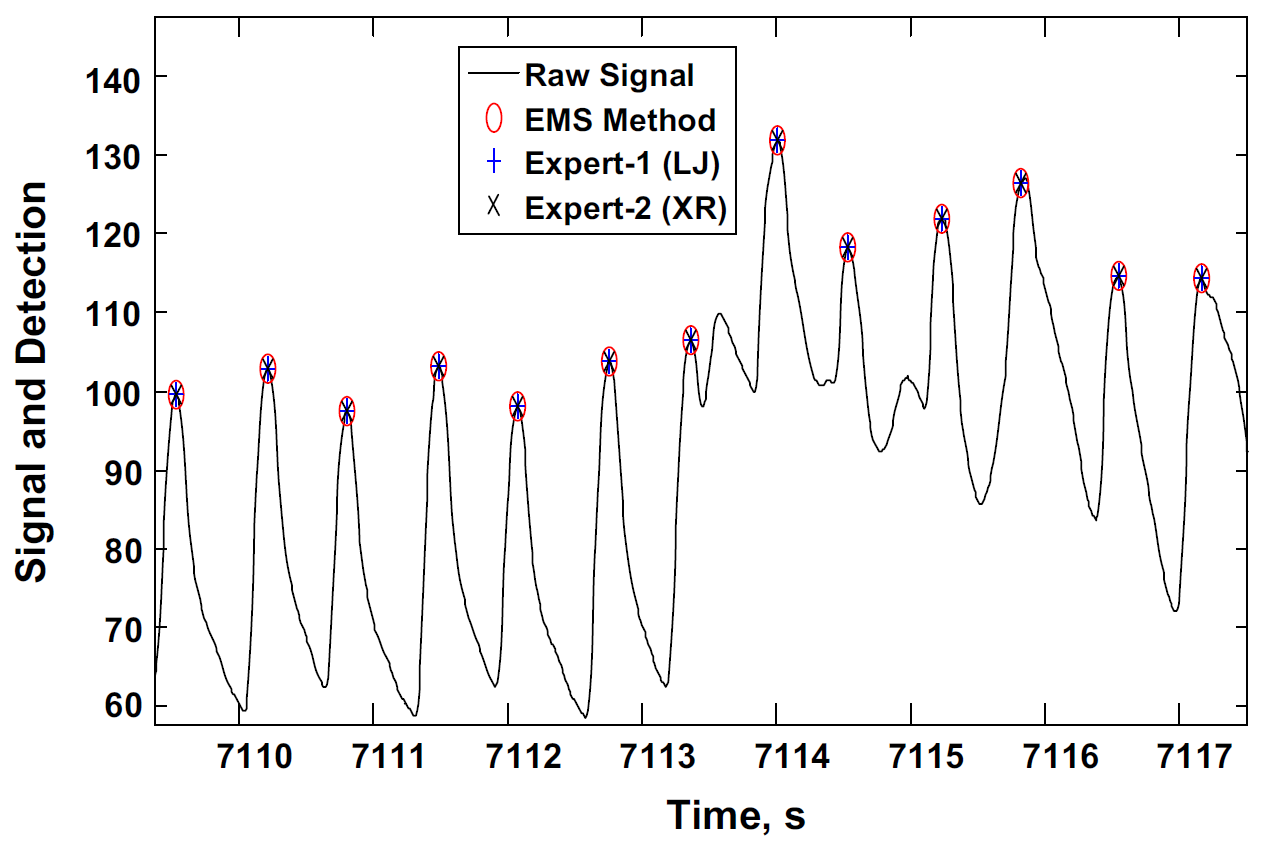 Raw Signal
EMS Method
Expert-1 (LJ)
Expert-2 (XR)
Signal and Detection
140
130
120
110
100
90
80
70
60
7110 7111 7112 7113 7114 7115 7116 7117
Time, s